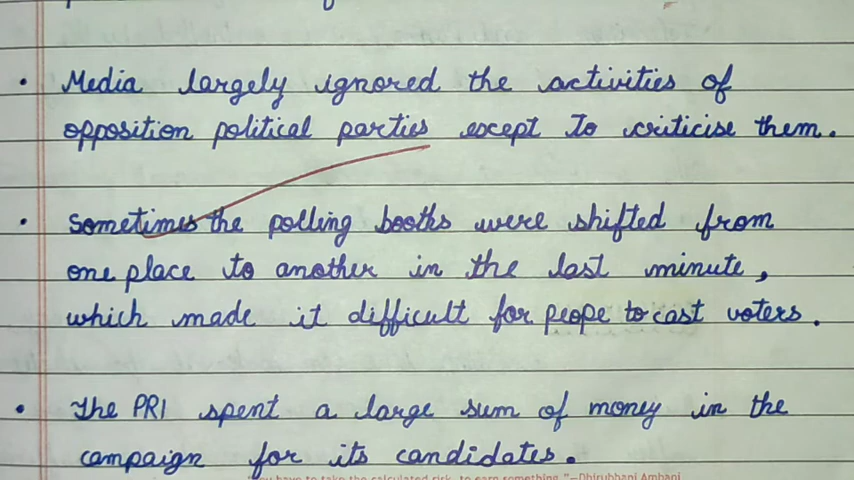 • Media largely ignored the activities of
opposition political parties except to criticise them.
• Sometimes the polling booths were shifted from
one place to another in the last minute,
which made it difficult for peope to cast voters.
• The PRI spent a large sum of money in the
campaign for its candidates.
you have to take the calculated risk, to earn something."–Dhirubhani Ambani